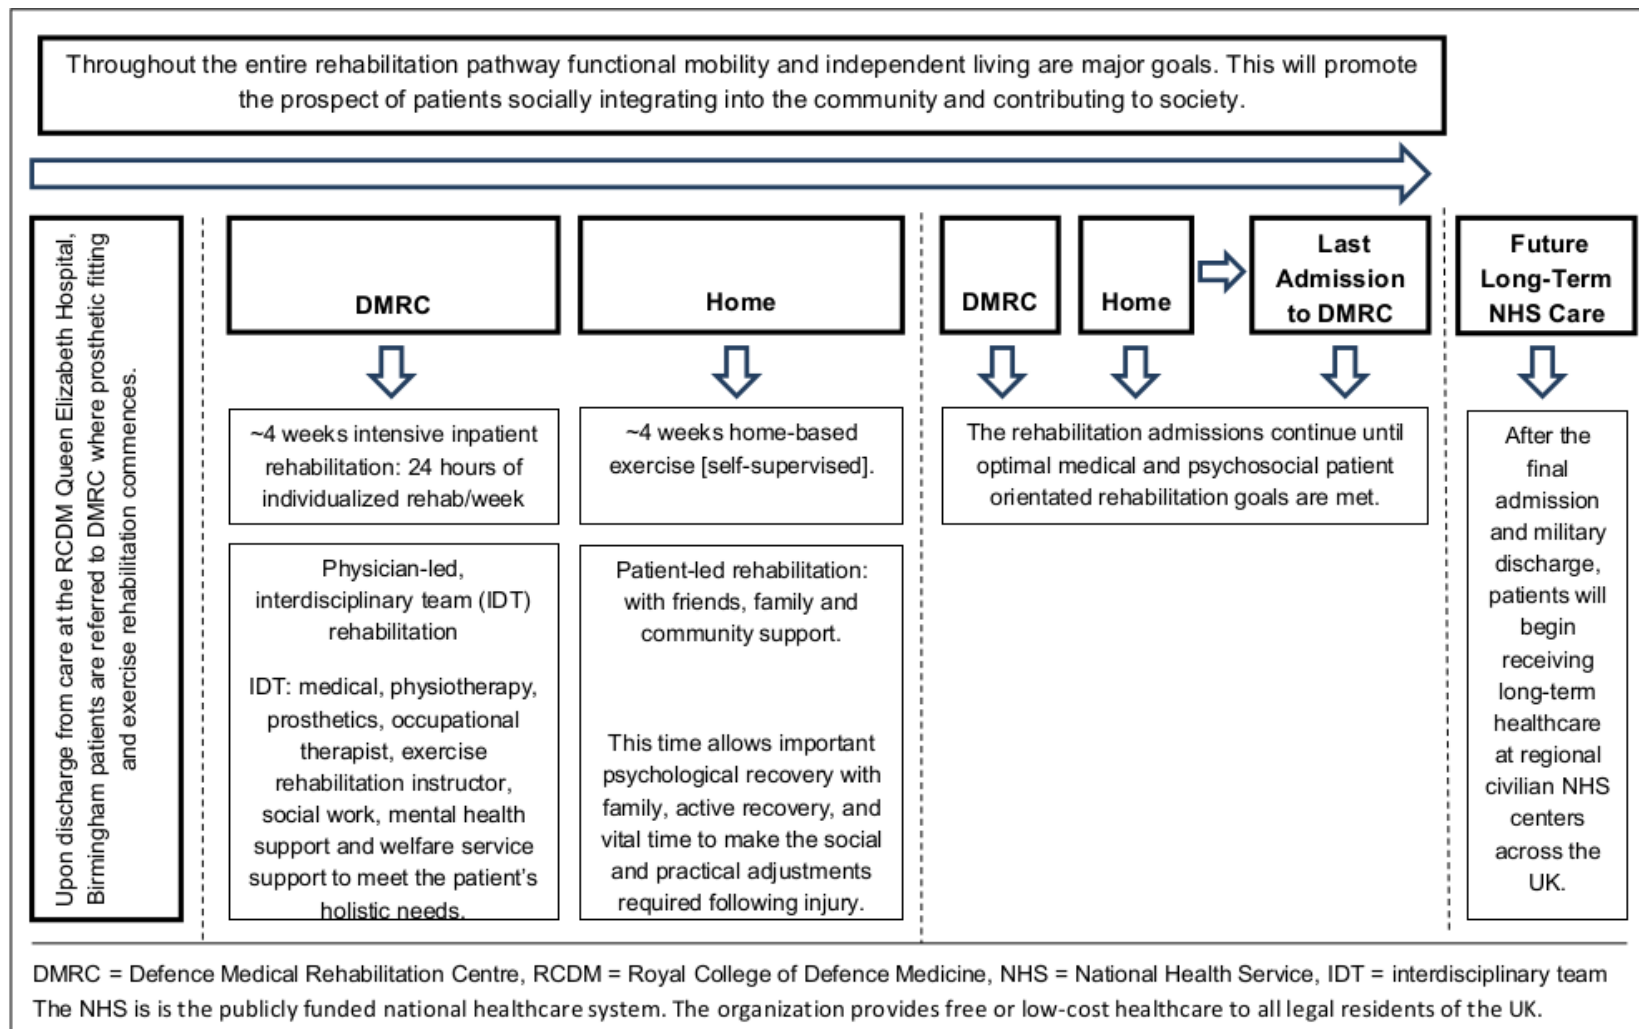 Throughout the entire rehabilitation pathway functional mobility and independent living are major goals. This will promote
the prospect of patients socially integrating into the community and contributing to society.
Upon discharge from care at the RCDM Queen Elizabeth Hospital,
Birmingham patients are referred to DMRC where prosthetic fitting
and exercise rehabilitation commences.
DMRC
~4 weeks intensive inpatient
rehabilitation: 24 hours of
individualized rehab/week
Physician-led,
interdisciplinary team (IDT)
rehabilitation
IDT: medical, physiotherapy,
prosthetics, occupational
therapist, exercise
rehabilitation instructor,
social work, mental health
support and welfare service
support to meet the patient’s
holistic needs.
Home
~4 weeks home-based
exercise [self-supervised].
Patient-led rehabilitation:
with friends, family and
community support.
This time allows important
psychological recovery with
family, active recovery, and
vital time to make the social
and practical adjustments
required following injury.
DMRC
Home
Last
Admission
to DMRC
The rehabilitation admissions continue until
optimal medical and psychosocial patient
orientated rehabilitation goals are met.
Future
Long-Term
NHS Care
After the
final
admission
and military
discharge,
patients will
begin
receiving
long-term
healthcare
at regional
civilian NHS
centers
across the
UK.
DMRC = Defence Medical Rehabilitation Centre, RCDM = Royal College of Defence Medicine, NHS = National Health Service, IDT = interdisciplinary team
The NHS is is the publicly funded national healthcare system. The organization provides free or low-cost healthcare to all legal residents of the UK.